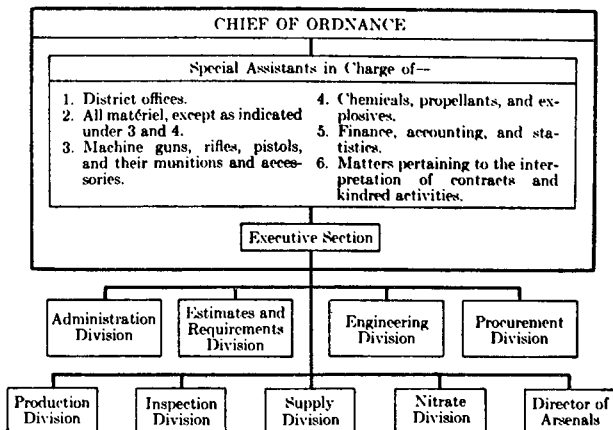 CHIEF OF ORDNANCE
Special Assistants in Charge of—
1. District offices.
2. All matériel, except as indicated
under 3 and 4.
3. Machine guns, rifles, pistols,
and their munitions and acces-
sories.
4. Chemicals, propellants, and ex-
plosives.
5. Finance, accounting, and sta-
tistics.
6. Matters pertaining to the inter-
pretation of contracts and
kindred activities.
Executive Section
Administration
Division
Estimates and
Requirements
Division
Engineering
Division
Procurement
Division
Production
Division
Inspection
Division
Supply
Division
Nitrate
Division
Director of
Arsenals